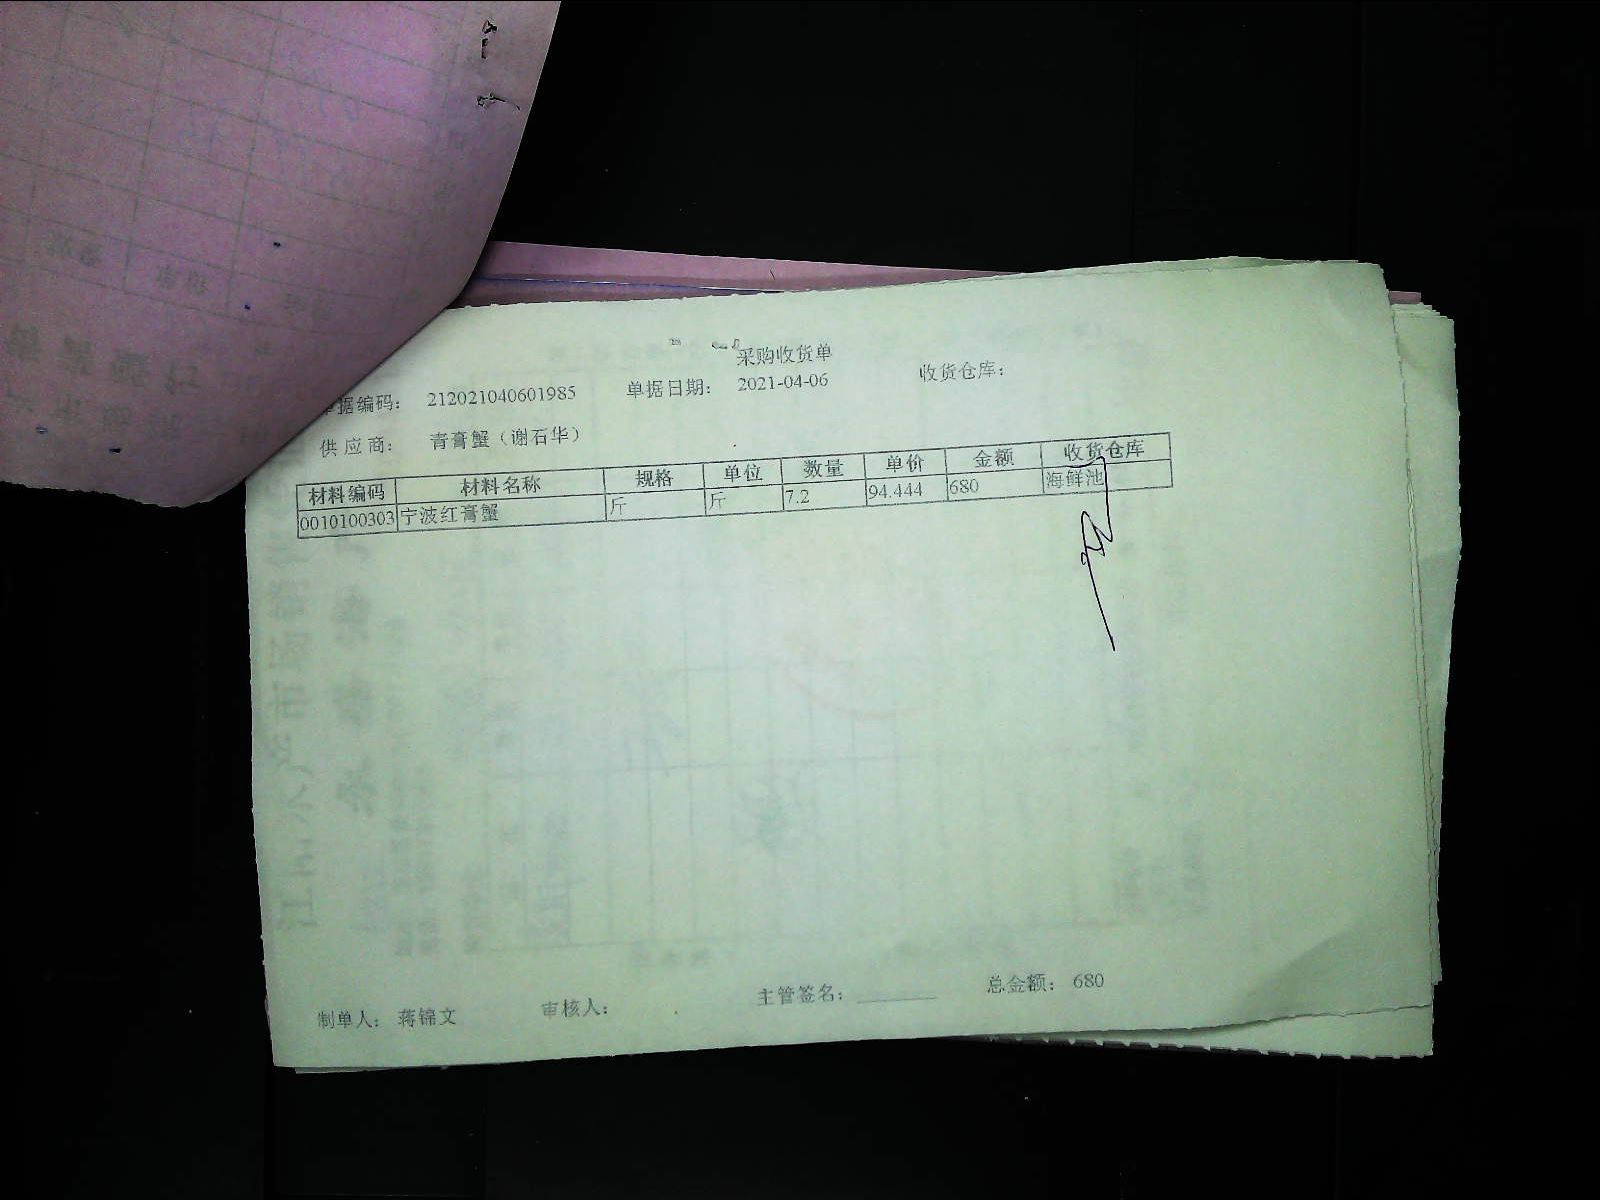 采购收货单
单据编码： 212021040601985 单据日期： 2021-04-06 收货仓库：
供应商： 青膏蟹（谢石华）
材料编码 材料名称 规格 单位 数量 单价 金额 收货仓库
0010100303 宁波红膏蟹 斤 斤 7.2 94.444 680 海鲜池
制单人： 蒋锦文 审核人： 主管签名： 总金额： 680